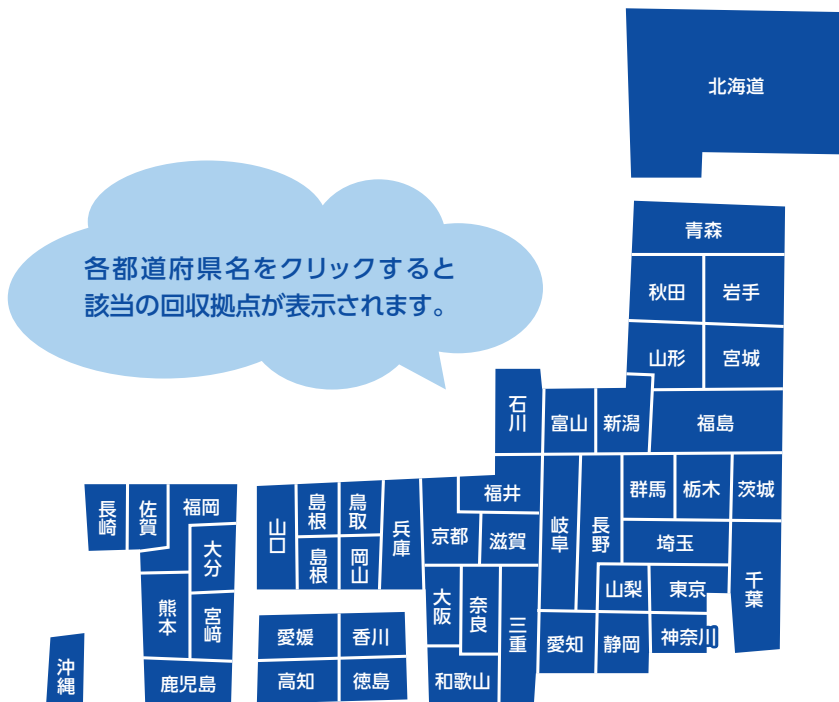 北海道
各都道府県名をクリックすると
該当の回収拠点が表示されます。
青森
秋田
岩手
山形
宮城
石川
富山
新潟
福島
長崎
佐賀
福岡
山口
島根
鳥取
兵庫
福井
岐阜
長野
群馬
栃木
茨城
京都
滋賀
埼玉
大分
島根
岡山
千葉
熊本
宮﨑
大阪
奈良
三重
山梨
東京
愛媛
香川
愛知
静岡
神奈川
沖縄
鹿児島
高知
徳島
和歌山